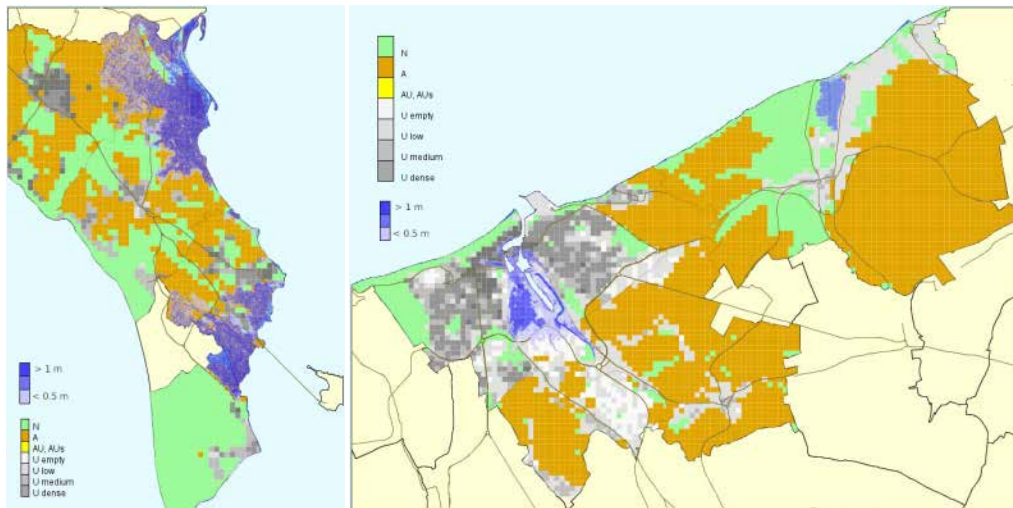 > 1 m
< 0.5 m
N
A
AU, AUs
U empty
U low
U medium
U dense
N
A
AU, AUs
U empty
U low
U medium
U dense
> 1 m
< 0.5 m